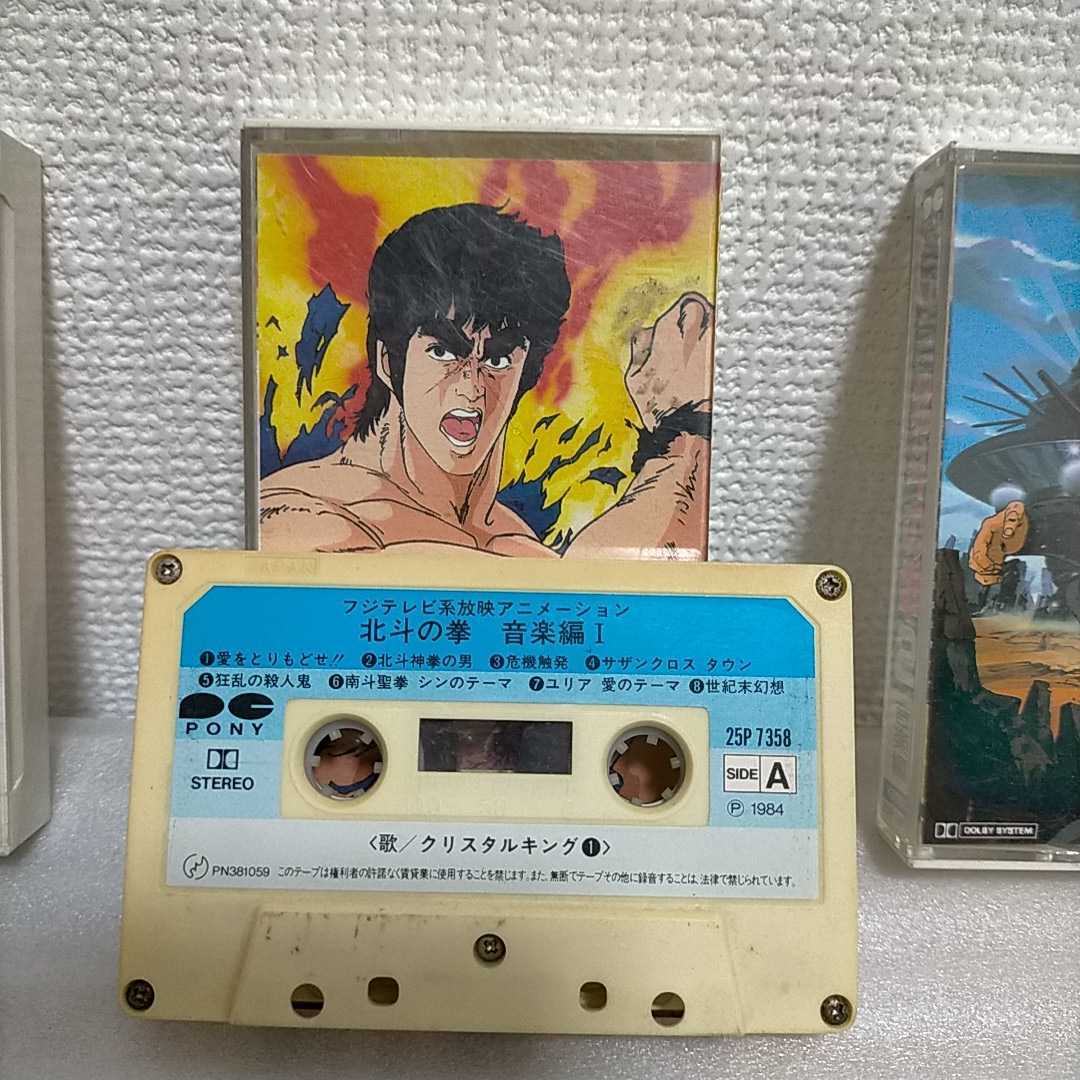 フジテレビ系放映アニメーション
北斗の拳 音楽編 I
❶愛をとりもどせ!! ❷北斗神拳の男 ❸危機触発 ❹サザンクロス タウン
❺狂乱の殺人鬼 ❻南斗聖拳 シンのテーマ ❼ユリア 愛のテーマ ❽世紀末幻想
PONY
STEREO
25P 7358
SIDE A
Ⓟ 1984
〈歌／クリスタルキング❶〉
PN381059 このテープは権利者の許諾なく賃貸業に使用することを禁じます。また、無断でテープその他に録音することは、法律で禁じられています。
DOLBY SYSTEM